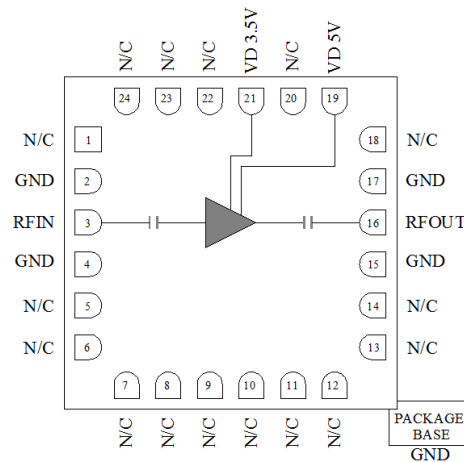 N/C N/C N/C VD 3.5V N/C VD 5V
24 23 22 21 20 19
N/C 1 18 N/C
GND 2 17 GND
RFIN 3 16 RFOUT
GND 4 15 GND
N/C 5 14 N/C
N/C 6 13 N/C
7 8 9 10 11 12
N/C N/C N/C N/C N/C N/C
PACKAGE
BASE
GND